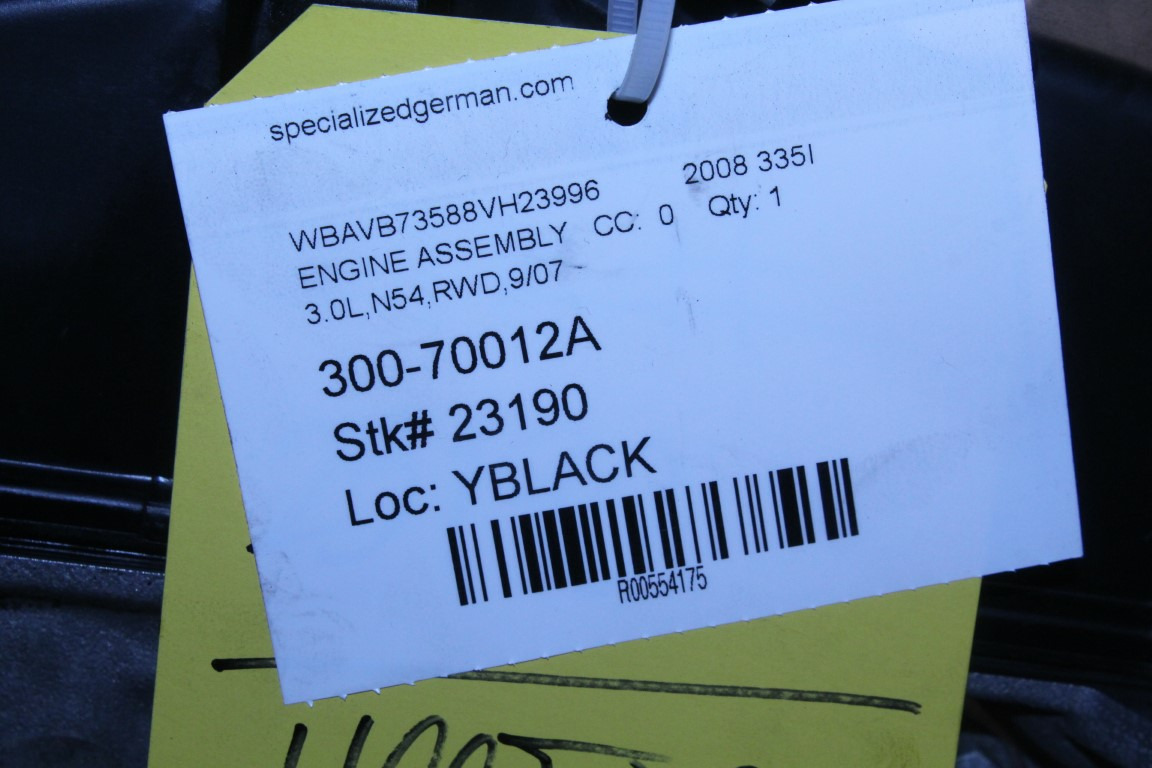 specializedgerman.com
WBAVB73588VH23996 2008 335I
ENGINE ASSEMBLY CC: 0 Qty: 1
3.0L,N54,RWD,9/07
300-70012A
Stk# 23190
Loc: YBLACK
R00554175